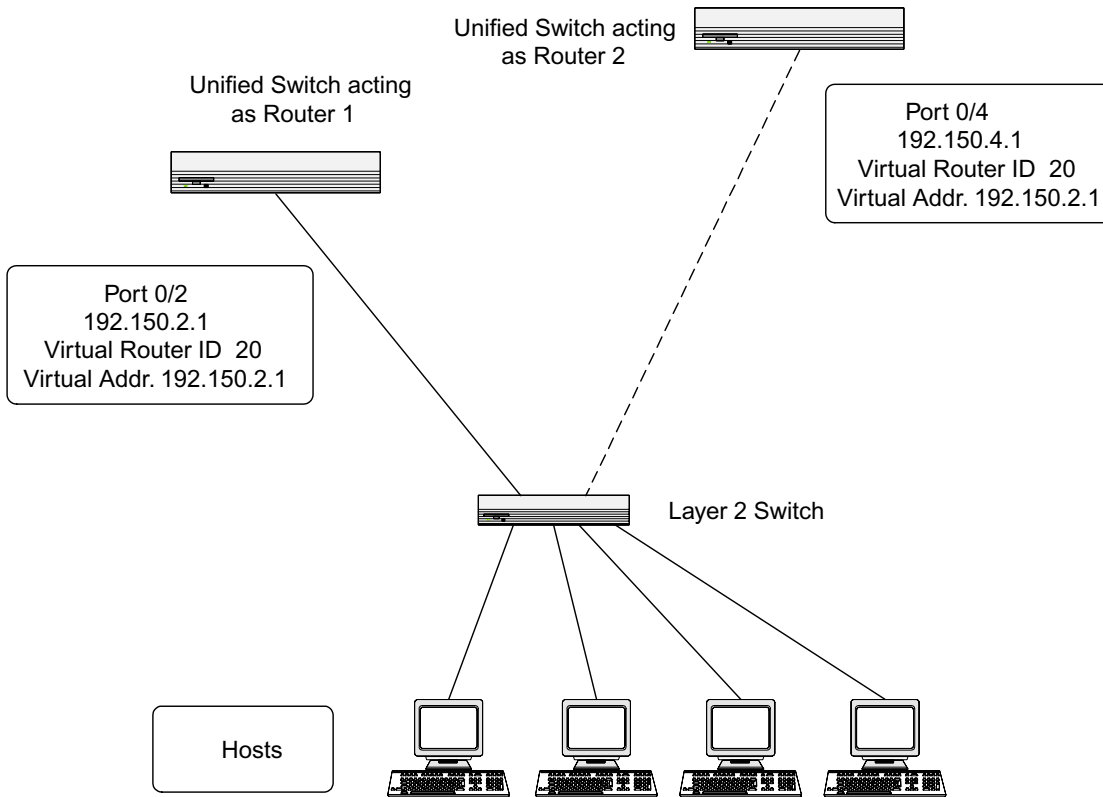 Unified Switch acting
as Router 2
Unified Switch acting
as Router 1
Port 0/4
192.150.4.1
Virtual Router ID  20
Virtual Addr. 192.150.2.1
Port 0/2
192.150.2.1
Virtual Router ID  20
Virtual Addr. 192.150.2.1
Layer 2 Switch
Hosts